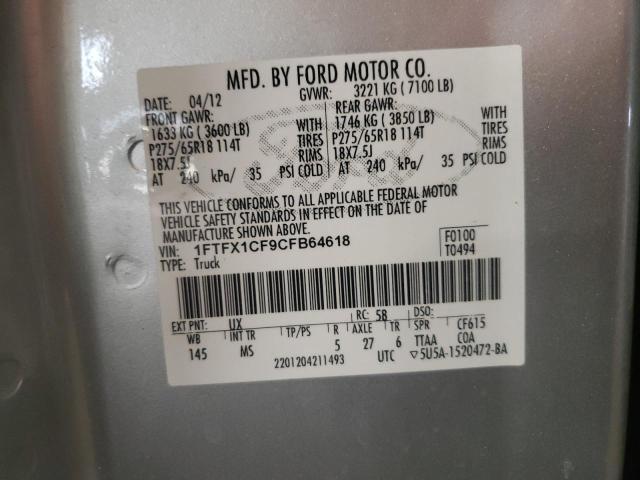 MFD. BY FORD MOTOR CO.
DATE: 04/12 GVWR: 3221 KG ( 7100 LB)
FRONT GAWR: REAR GAWR:
1633 KG ( 3600 LB) 1746 KG ( 3850 LB)
P275/65R18 114T TIRES P275/65R18 114T TIRES
18X7.5J RIMS 18X7.5J RIMS
AT 240 kPa/ 35 PSI COLD AT 240 kPa/ 35 PSI COLD
Ford
THIS VEHICLE CONFORMS TO ALL APPLICABLE FEDERAL MOTOR
VEHICLE SAFETY STANDARDS IN EFFECT ON THE DATE OF
MANUFACTURE SHOWN ABOVE.
VIN: 1FTFX1CF9CFB64618 F0100
TYPE: Truck T0494
EXT PNT: UX RC: 58 DSO:
WB INT TR TP/PS R AXLE TR SPR CF615
145 MS 5 27 6 TTAA COA
2201204211493 UTC ▽5U5A-1520472-BA